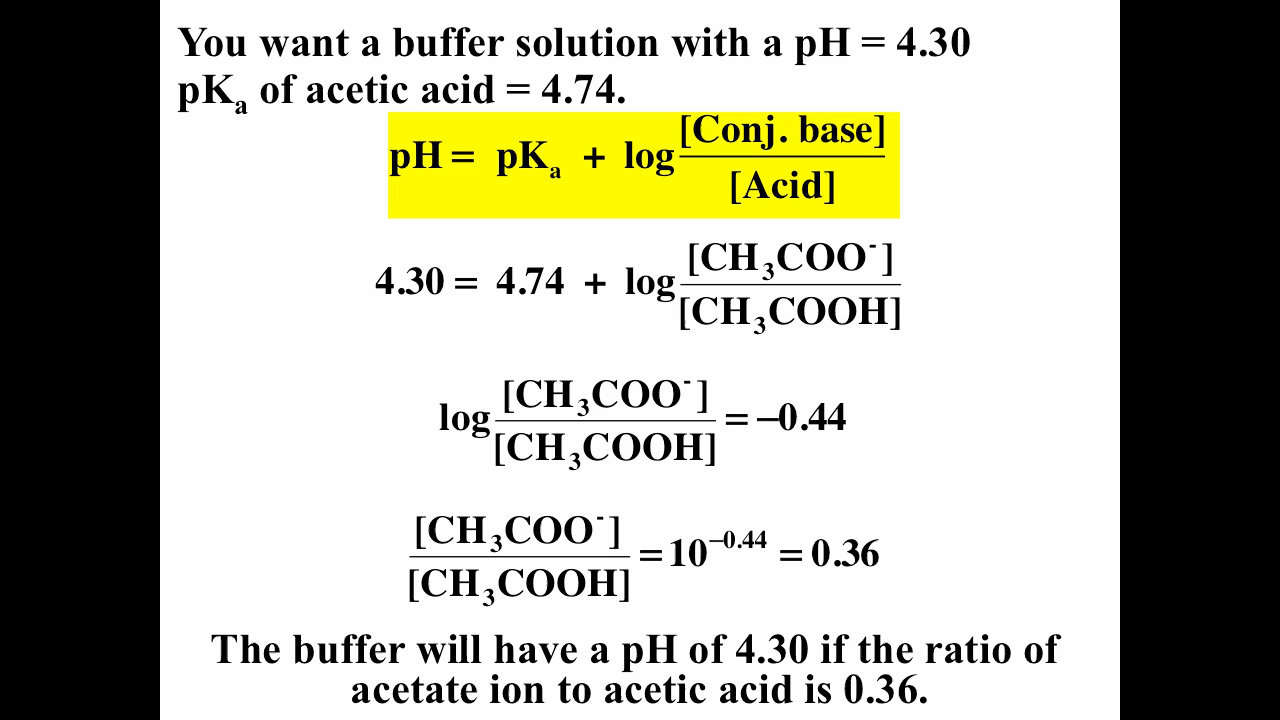 You want a buffer solution with a pH = 4.30
pKₐ of acetic acid = 4.74.
pH = pKₐ + log [Conj. base] / [Acid]
4.30 = 4.74 + log [CH₃COO⁻] / [CH₃COOH]
log [CH₃COO⁻] / [CH₃COOH] = −0.44
[CH₃COO⁻] / [CH₃COOH] = 10⁻⁰·⁴⁴ = 0.36
The buffer will have a pH of 4.30 if the ratio of
acetate ion to acetic acid is 0.36.